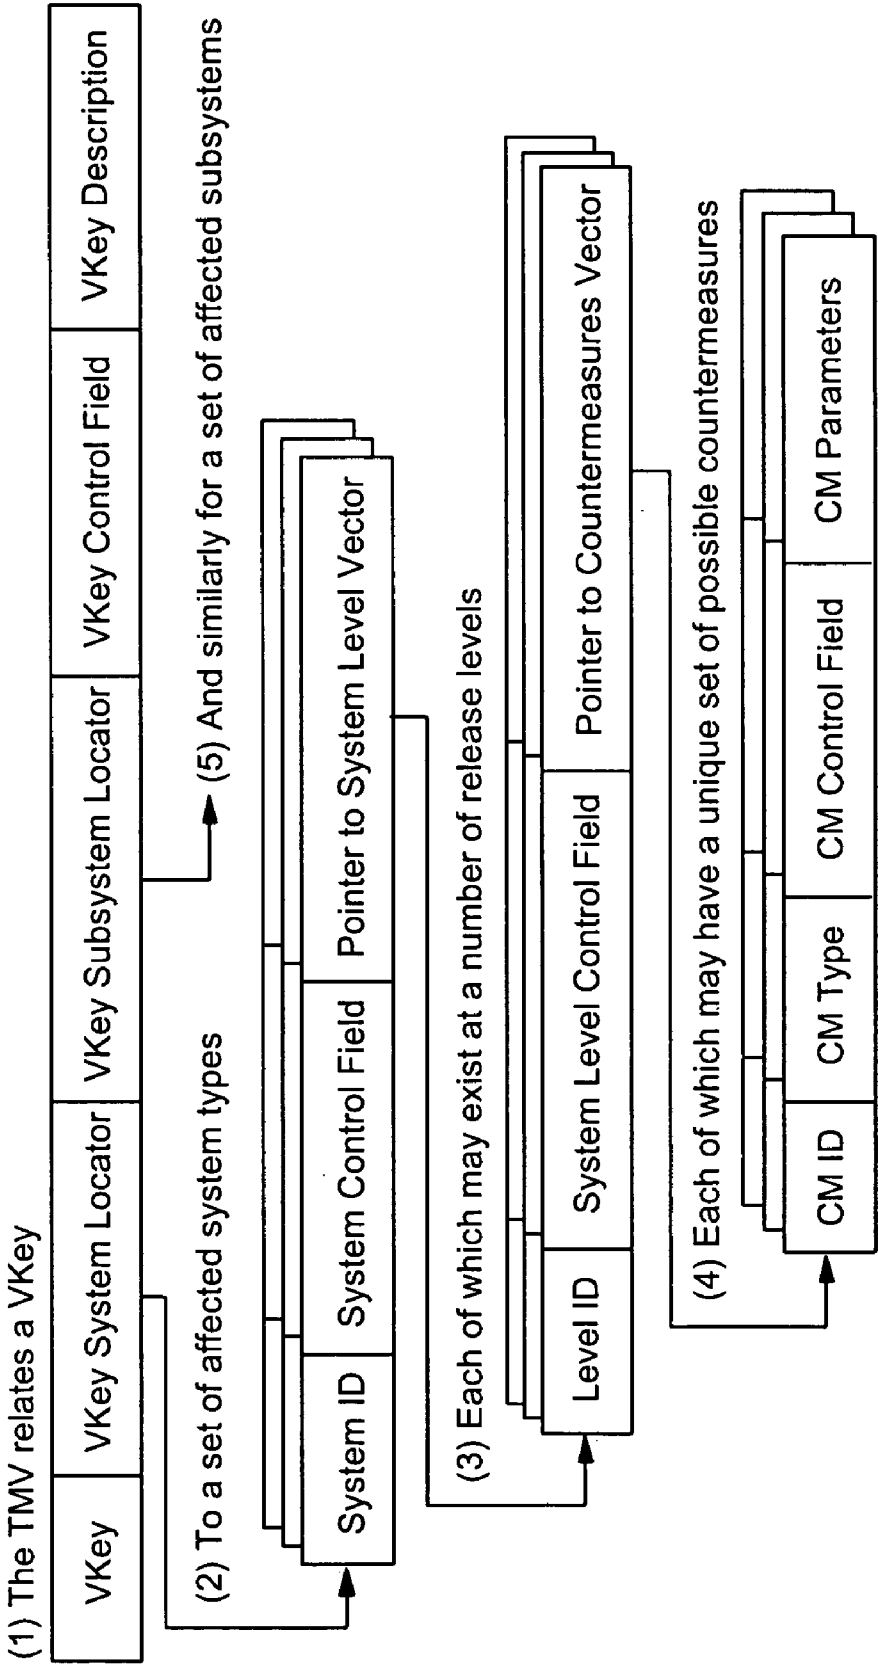 (1) The TMV relates a VKey
VKey
VKey System Locator
VKey Subsystem Locator
VKey Control Field
VKey Description
(2) To a set of affected system types
(5) And similarly for a set of affected subsystems
System ID
System Control Field
Pointer to System Level Vector
(3) Each of which may exist at a number of release levels
Level ID
System Level Control Field
Pointer to Countermeasures Vector
(4) Each of which may have a unique set of possible countermeasures
CM ID
CM Type
CM Control Field
CM Parameters